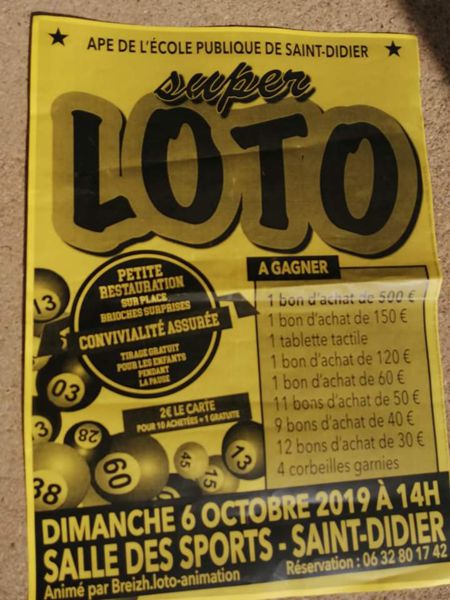 APE DE L'ÉCOLE PUBLIQUE DE SAINT-DIDIER
super
LOTO
PETITE
RESTAURATION
SUR PLACE
BRIOCHES SURPRISES
CONVIVIALITÉ ASSURÉE
TIRAGE GRATUIT
POUR LES ENFANTS
PENDANT
LA PAUSE
2€ LE CARTE
POUR 10 ACHETÉES = 1 GRATUITE
A GAGNER
1 bon d'achat de 500 €
1 bon d'achat de 150 €
1 tablette tactile
1 bon d'achat de 120 €
1 bon d'achat de 60 €
11 bons d'achat de 50 €
9 bons d'achat de 40 €
12 bons d'achat de 30 €
4 corbeilles garnies
13
03
28
3
60
88
45
15
13
DIMANCHE 6 OCTOBRE 2019 À 14H
SALLE DES SPORTS - SAINT-DIDIER
Animé par Breizh.loto-animation
Réservation : 06 32 80 17 42